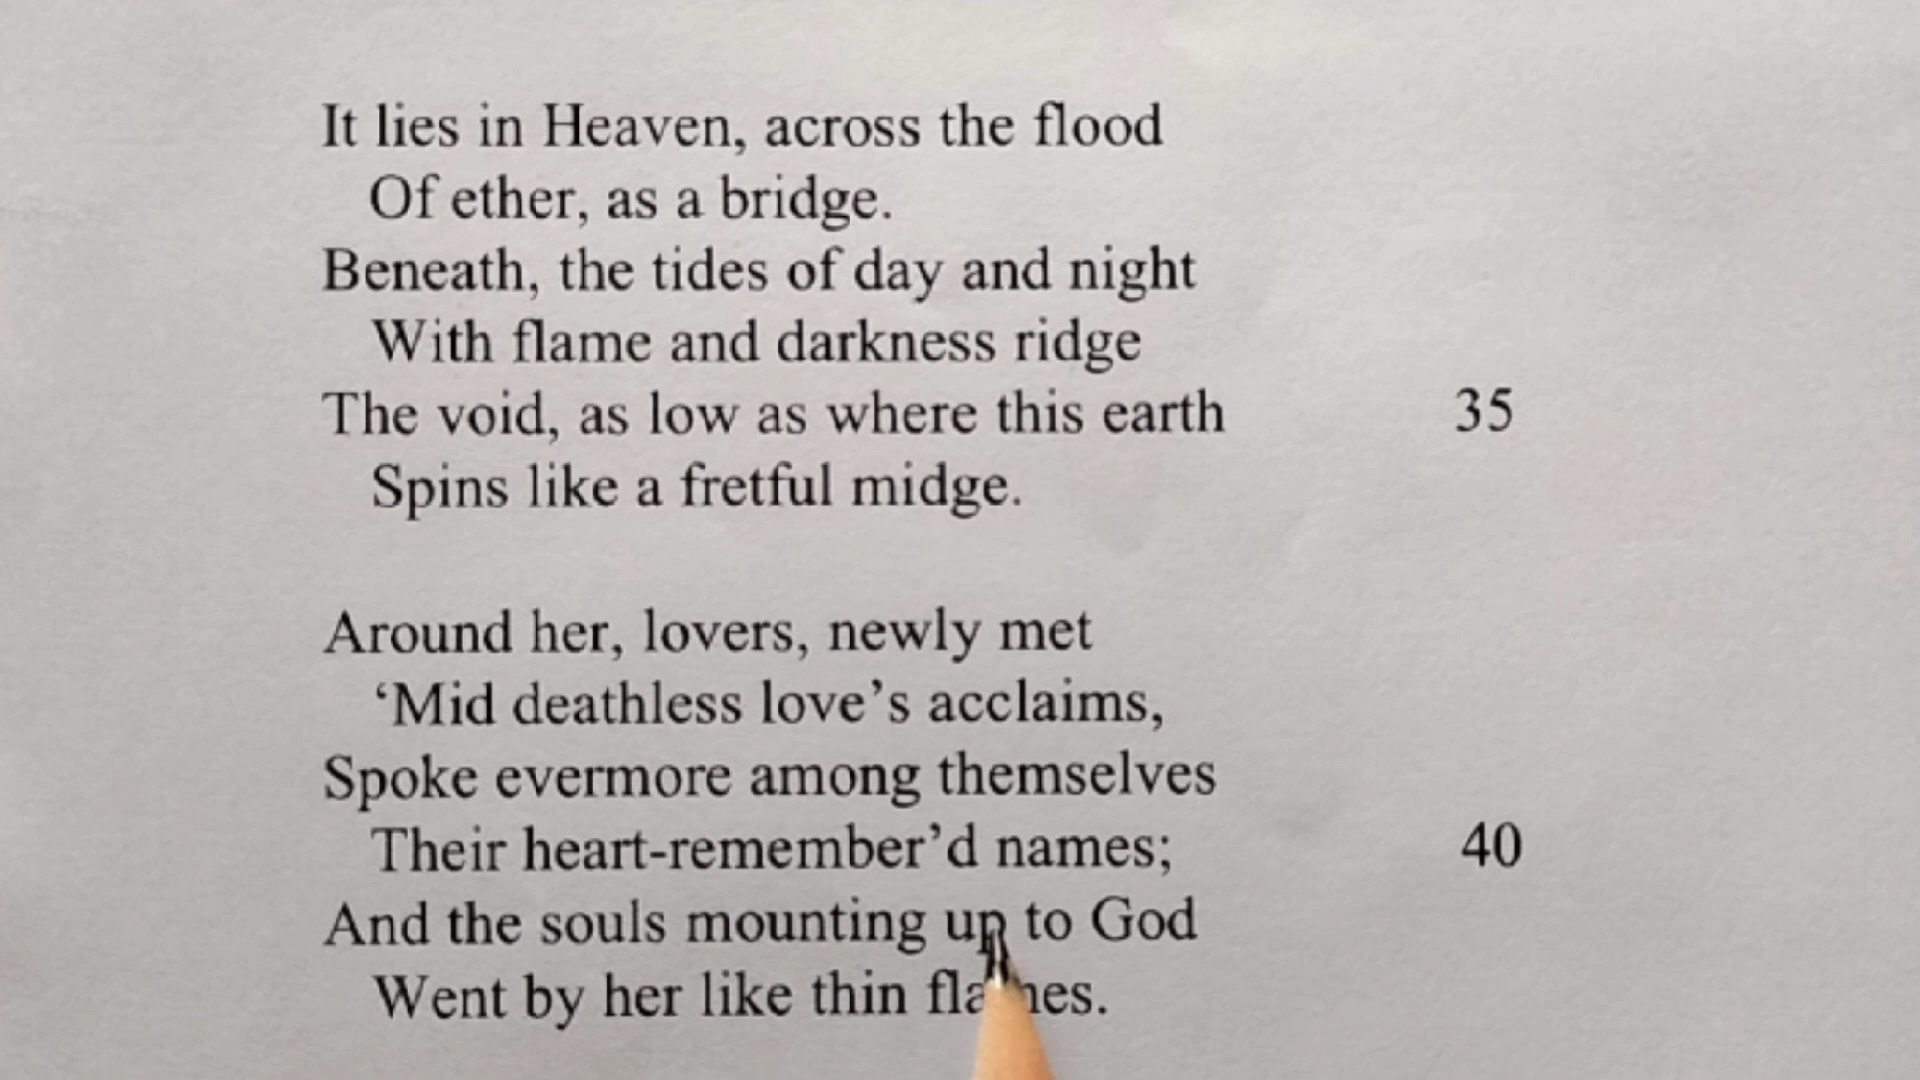 It lies in Heaven, across the flood
Of ether, as a bridge.
Beneath, the tides of day and night
With flame and darkness ridge
The void, as low as where this earth 35
Spins like a fretful midge.
Around her, lovers, newly met
‘Mid deathless love’s acclaims,
Spoke evermore among themselves
Their heart-remember’d names; 40
And the souls mounting up to God
Went by her like thin flames.